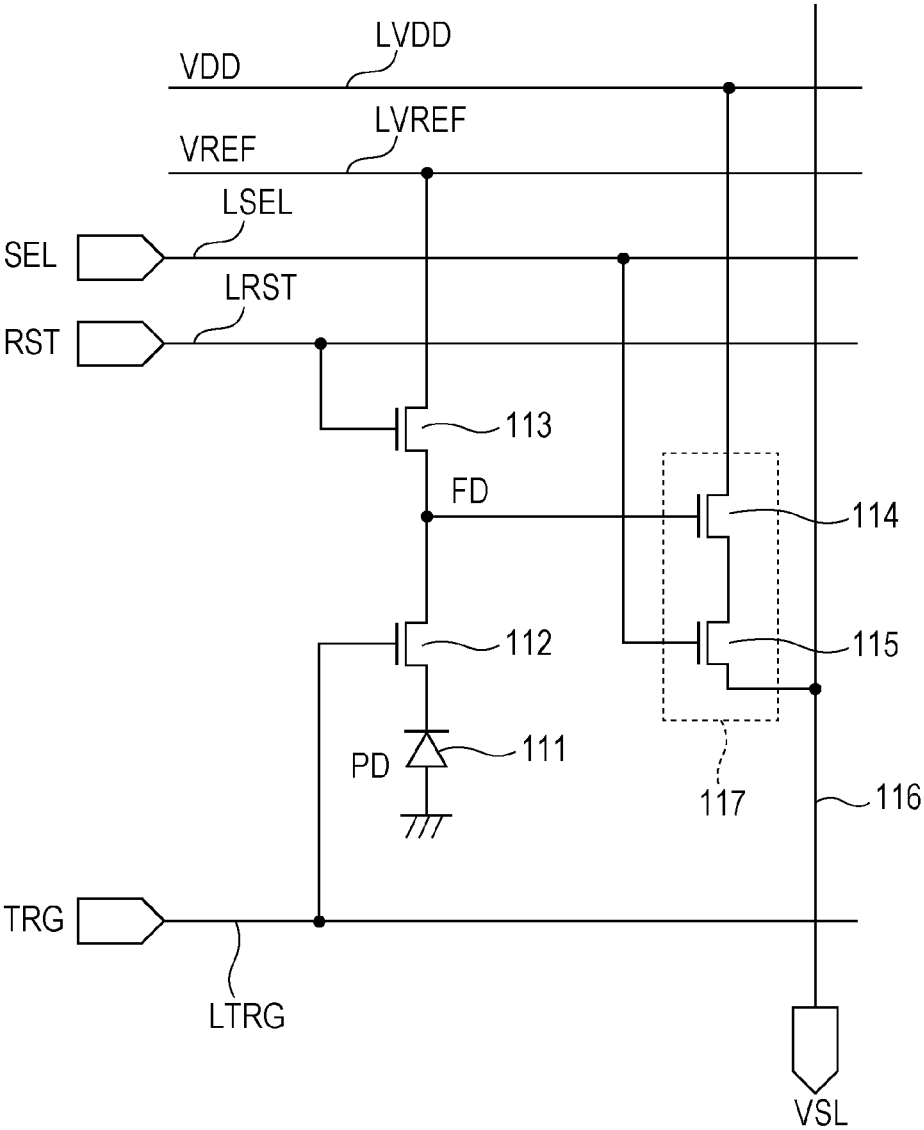 LVDD
VDD
LVREF
VREF
LSEL
SEL
LRST
RST
113
FD
114
112
115
PD
111
117
116
TRG
LTRG
VSL